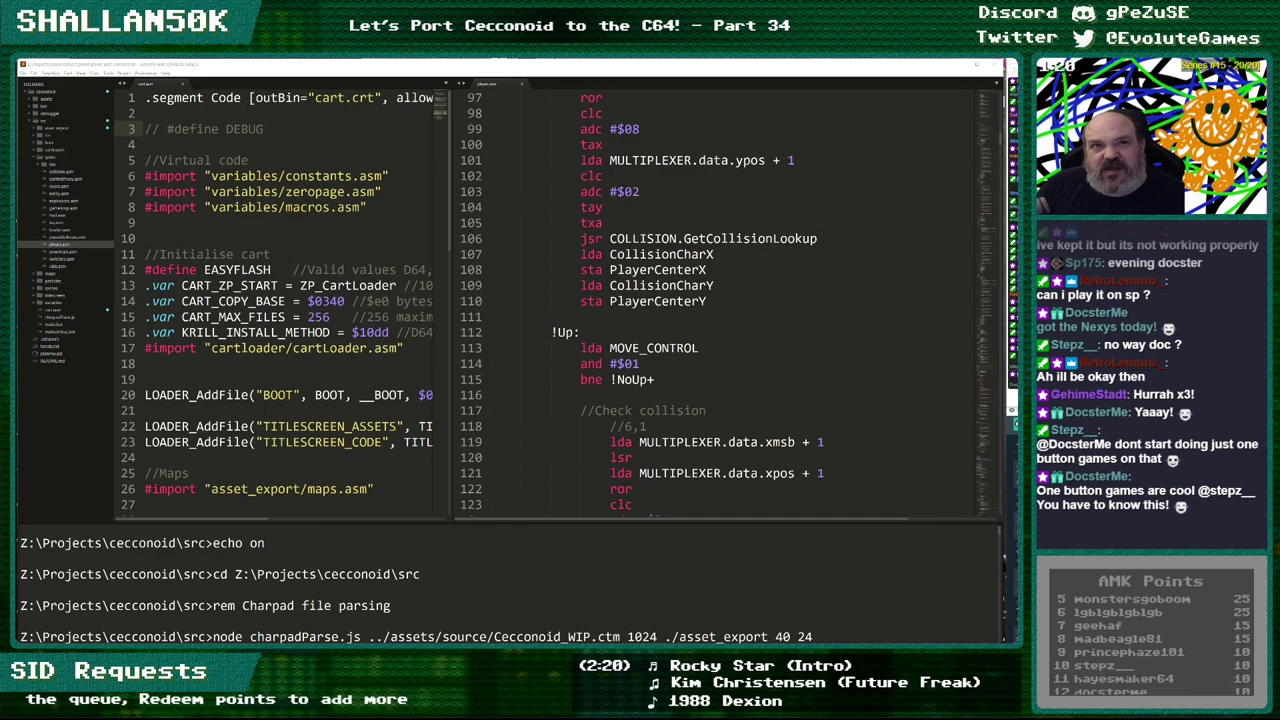 SHALLAN50K
Let's Port Cecconoid to the C64! - Part 34
Discord gPeZuSE
Twitter @EvoluteGames
1:20
Series #15 - 20/20]
FOLDERS
1 .segment Code [outBin="cart.crt", allow
2
3 // #define DEBUG
4
5 //Virtual code
6 #import "variables/constants.asm"
7 #import "variables/zeropage.asm"
8 #import "variables/macros.asm"
9
10
11 //Initialise cart
12 #define EASYFLASH //Valid values D64,
13 .var CART_ZP_START = ZP_CartLoader //10
14 .var CART_COPY_BASE = $0340 //$e0 bytes
15 .var CART_MAX_FILES = 256 //256 maxim
16 .var KRILL_INSTALL_METHOD = $10dd //D64
17 #import "cartloader/cartLoader.asm"
18
19
20 LOADER_AddFile("BOOT", BOOT, __BOOT, $0
21
22 LOADER_AddFile("TITLESCREEN_ASSETS", TI
23 LOADER_AddFile("TITLESCREEN_CODE", TITL
24
25 //Maps
26 #import "asset_export/maps.asm"
27
97 ror
98 clc
99 adc #$08
100 tax
101 lda MULTIPLEXER.data.ypos + 1
102 clc
103 adc #$02
104 tay
105 txa
106 jsr COLLISION.GetCollisionLookup
107 lda CollisionCharX
108 sta PlayerCenterX
109 lda CollisionCharY
110 sta PlayerCenterY
111
112 !Up:
113 lda MOVE_CONTROL
114 and #$01
115 bne !NoUp+
116
117 //Check collision
118 //6,1
119 lda MULTIPLEXER.data.xmsb + 1
120 lsr
121 lda MULTIPLEXER.data.xpos + 1
122 ror
123 clc
Z:\Projects\cecconoid\src>echo on
Z:\Projects\cecconoid\src>cd Z:\Projects\cecconoid\src
Z:\Projects\cecconoid\src>rem Charpad file parsing
Z:\Projects\cecconoid\src>node charpadParse.js ../assets/source/Cecconoid_WIP.ctm 1024 ./asset_export 40 24
ive kept it but its not working properly
Sp175: evening docster
RetroLemunz_:
can i play it on sp ?
DocsterMe:
got the Nexys today!
Stepz__: no way doc ?
RetroLemunz_:
Ah ill be okay then
GetimeStadt: an x3!
DocsterMe: Yaaay!
Stepz__:
@DocsterMe dont start doing just one
button games on that
DocsterMe:
One button games are cool @stepz__
You have to know this!
AMK Points
5 monstersgoboom 25
6 lgblgblgblgb 25
7 geehaf 15
8 madbeagle81 15
9 princephaze101 10
10 stepz__ 10
11 hayesmaker64 10
12 docsterme 10
SID Requests
the queue, Redeem points to add more
(2:20) ♫ Rocky Star (Intro)
♫ Kim Christensen (Future Freak)
♪ 1988 Dexion